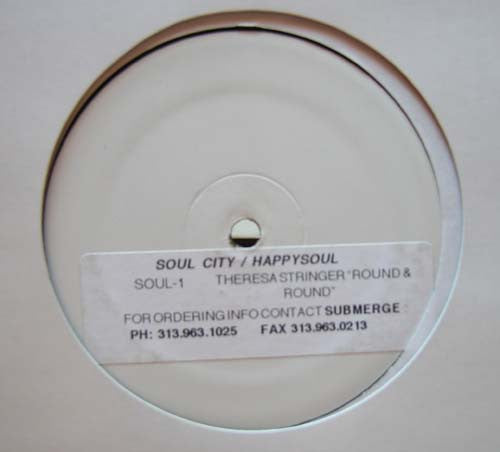 SOUL CITY / HAPPYSOUL
SOUL-1 THERESA STRINGER "ROUND &
ROUND"
FOR ORDERING INFO CONTACT SUBMERGE :
PH: 313.963.1025 FAX 313.963.0213